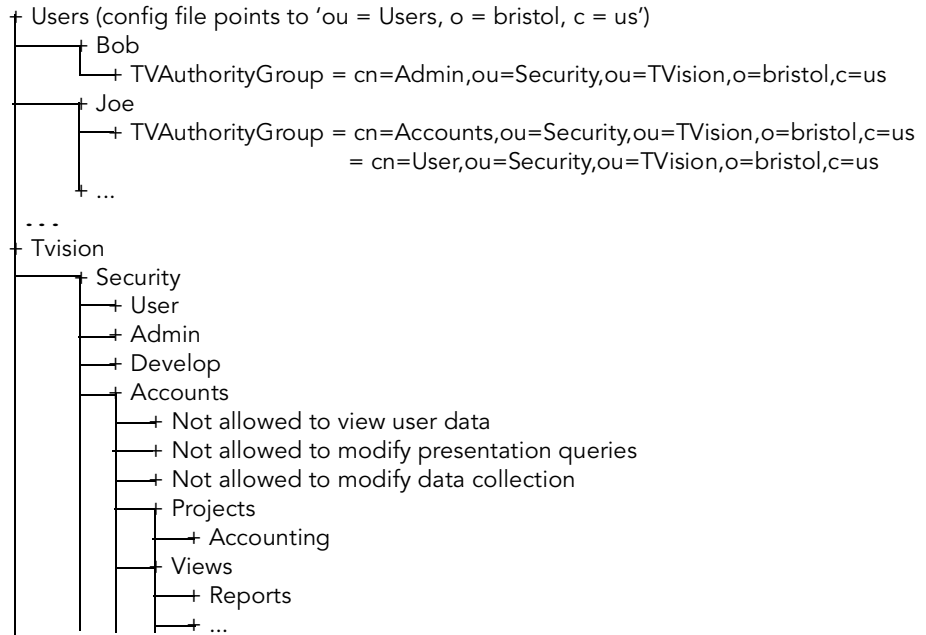 + Users (config file points to ‘ou = Users, o = bristol, c = us’)
+ Bob
+ TVAuthorityGroup = cn=Admin,ou=Security,ou=TVision,o=bristol,c=us
+ Joe
+ TVAuthorityGroup = cn=Accounts,ou=Security,ou=TVision,o=bristol,c=us
= cn=User,ou=Security,ou=TVision,o=bristol,c=us
+ ...
...
+ Tvision
+ Security
+ User
+ Admin
+ Develop
+ Accounts
+ Not allowed to view user data
+ Not allowed to modify presentation queries
+ Not allowed to modify data collection
+ Projects
+ Accounting
+ Views
+ Reports
+ ...